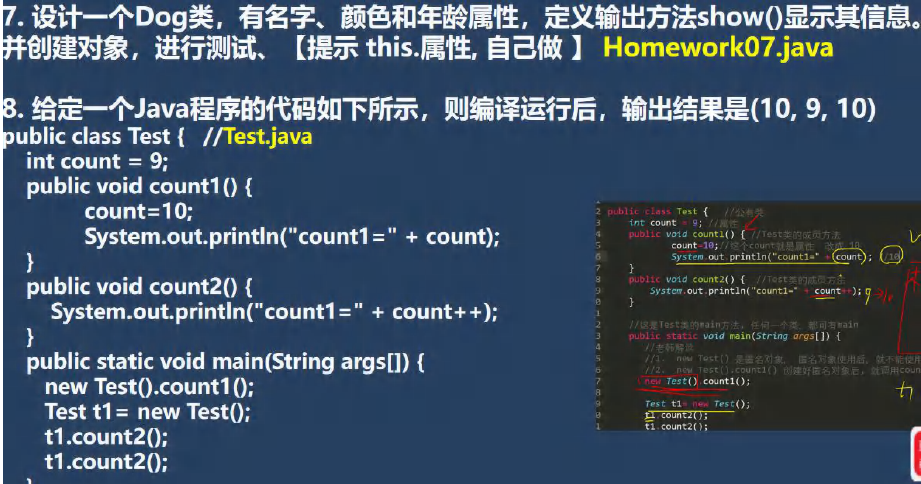 7. 设计一个Dog类，有名字、颜色和年龄属性，定义输出方法show()显示其信息。
并创建对象，进行测试、【提示 this.属性, 自己做 】 Homework07.java
8. 给定一个Java程序的代码如下所示，则编译运行后，输出结果是(10, 9, 10)
public class Test { //Test.java
int count = 9;
public void count1() {
count=10;
System.out.println("count1=" + count);
}
public void count2() {
System.out.println("count1=" + count++);
}
public static void main(String args[]) {
new Test().count1();
Test t1= new Test();
t1.count2();
t1.count2();
2 public class Test { //公有类
3 int count = 9; //属性
4 public void count1() { //Test类的成员方法
5 count=10;//这个count就是属性 改成 10
6 System.out.println("count1=" + count); //10
7 }
8 public void count2() { //Test类的成员方法
9 System.out.println("count1=" + count++); 9
0 }
1
2 //这是Test类的main方法, 任何一个类, 都可有main
3 public static void main(String args[]) {
4 //老韩解读
5 //1. new Test() 是匿名对象, 匿名对象使用后, 就不能使用
6 //2. new Test().count1() 创建好匿名对象后, 就调用coun
7 new Test().count1();
8
9 Test t1= new Test();
0 t1.count2();
1 t1.count2();